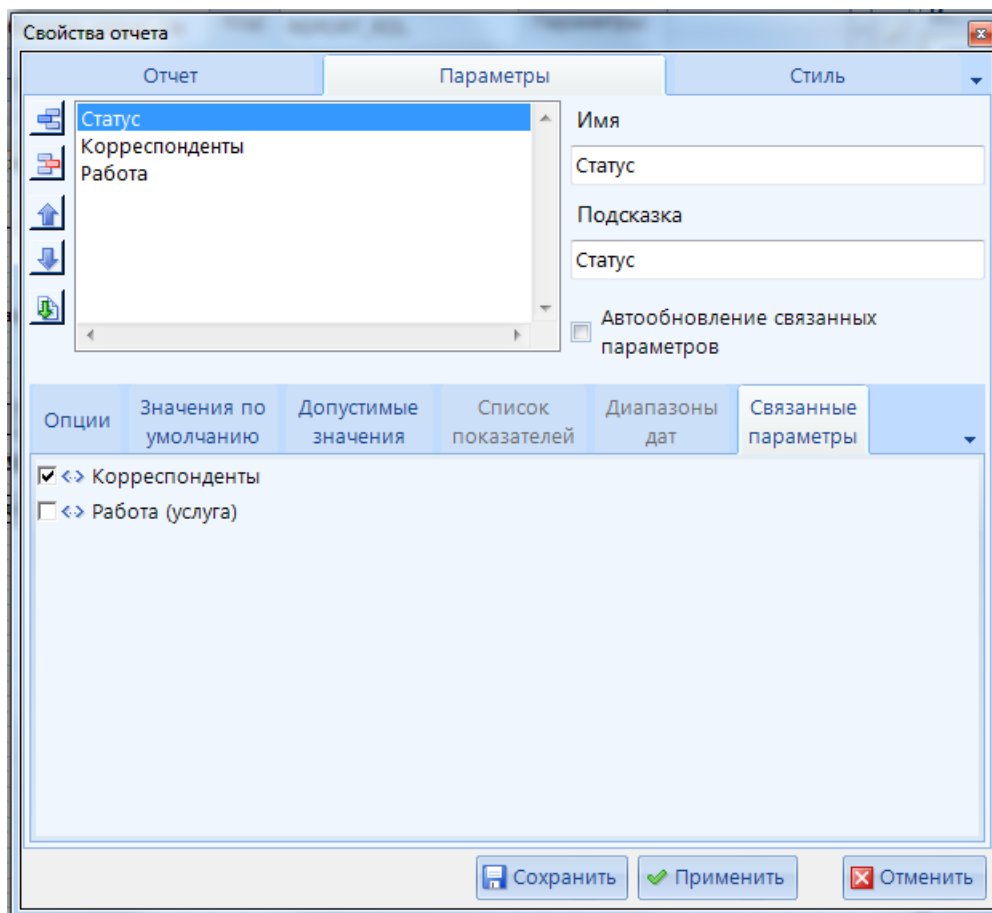 Свойства отчета
Отчет
Параметры
Стиль
Статус
Корреспонденты
Работа
Имя
Статус
Подсказка
Статус
Автообновление связанных
параметров
Опции
Значения по
умолчанию
Допустимые
значения
Список
показателей
Диапазоны
дат
Связанные
параметры
Корреспонденты
Работа (услуга)
Сохранить
Применить
Отменить